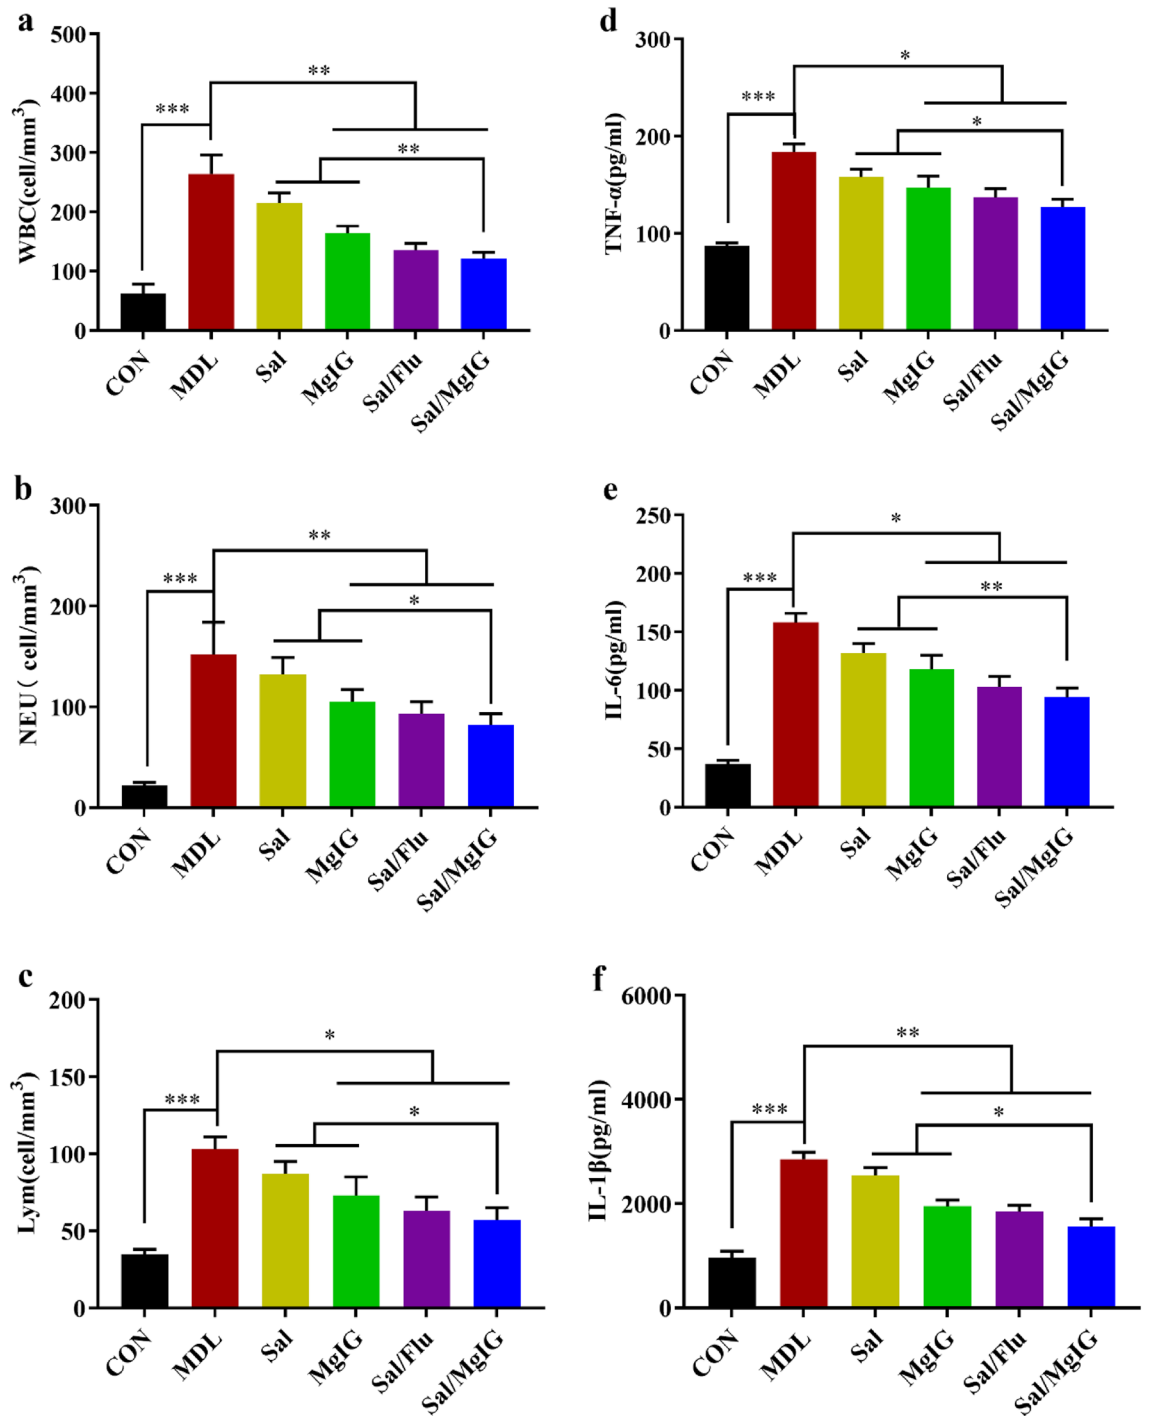 a
WBC(cell/mm³)
500
400
300
200
100
0
***
**
**
CON
MDL
Sal
MgIG
Sal/Flu
Sal/MgIG
d
TNF-α(pg/ml)
300
200
100
0
***
*
*
CON
MDL
Sal
MgIG
Sal/Flu
Sal/MgIG
b
NEU( cell/mm³)
300
200
100
0
***
**
*
CON
MDL
Sal
MgIG
Sal/Flu
Sal/MgIG
e
IL-6(pg/ml)
250
200
150
100
50
0
***
*
**
CON
MDL
Sal
MgIG
Sal/Flu
Sal/MgIG
c
Lym(cell/mm³)
200
150
100
50
0
***
*
*
CON
MDL
Sal
MgIG
Sal/Flu
Sal/MgIG
f
IL-1β(pg/ml)
6000
4000
2000
0
***
**
*
CON
MDL
Sal
MgIG
Sal/Flu
Sal/MgIG